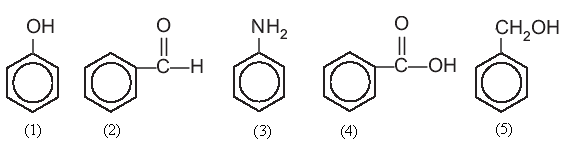 OH
O
C—H
NH₂
O
C—OH
CH₂OH
(1)
(2)
(3)
(4)
(5)